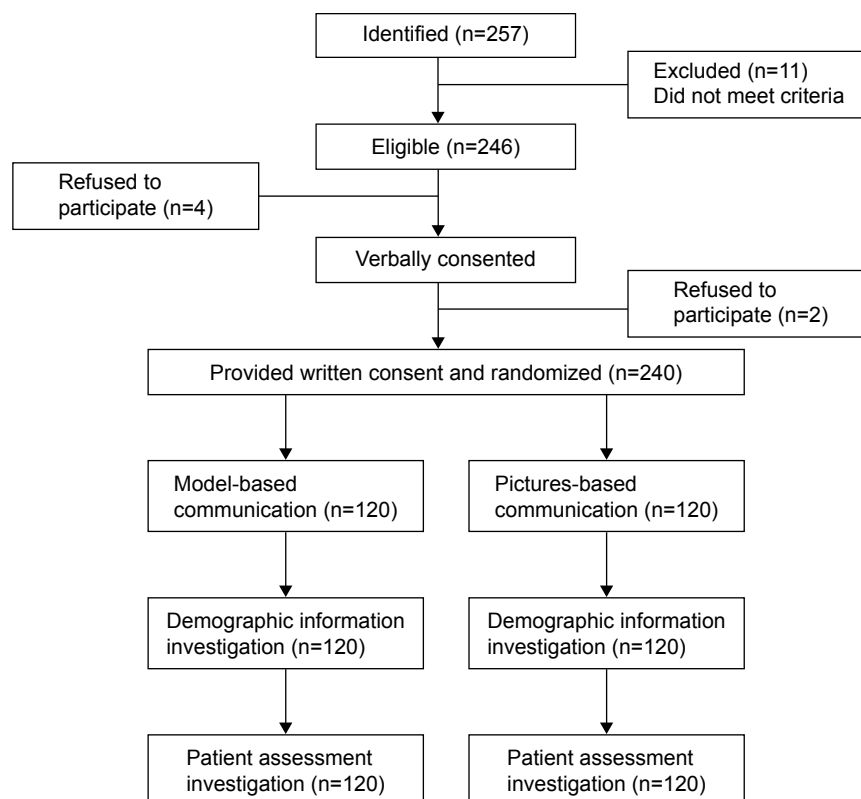 Identified (n=257)
Excluded (n=11)
Did not meet criteria
Eligible (n=246)
Refused to
participate (n=4)
Verbally consented
Refused to
participate (n=2)
Provided written consent and randomized (n=240)
Model-based
communication (n=120)
Pictures-based
communication (n=120)
Demographic information
investigation (n=120)
Demographic information
investigation (n=120)
Patient assessment
investigation (n=120)
Patient assessment
investigation (n=120)